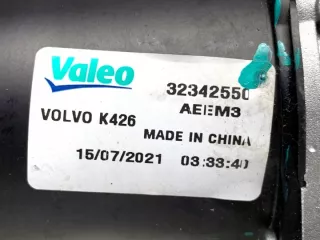 Valeo
32342550
AEEM3
VOLVO K426
MADE IN CHINA
15/07/2021 03:33:40